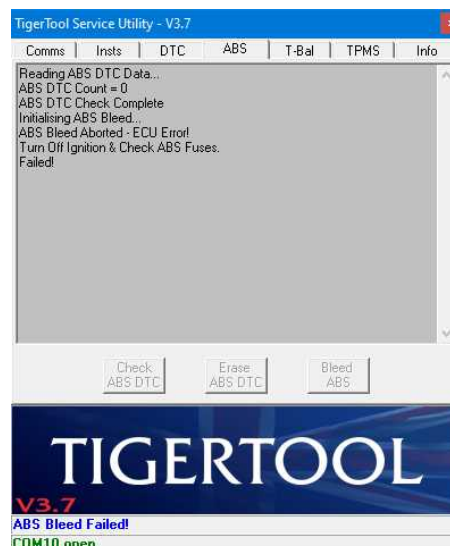 TigerTool Service Utility - V3.7
Comms Insts DTC ABS T-Bal TPMS Info
Reading ABS DTC Data...
ABS DTC Count = 0
ABS DTC Check Complete
Initialising ABS Bleed...
ABS Bleed Aborted - ECU Error!
Turn Off Ignition & Check ABS Fuses.
Failed!
Check ABS DTC
Erase ABS DTC
Bleed ABS
TIGERTOOL
V3.7
ABS Bleed Failed!
COM10 open